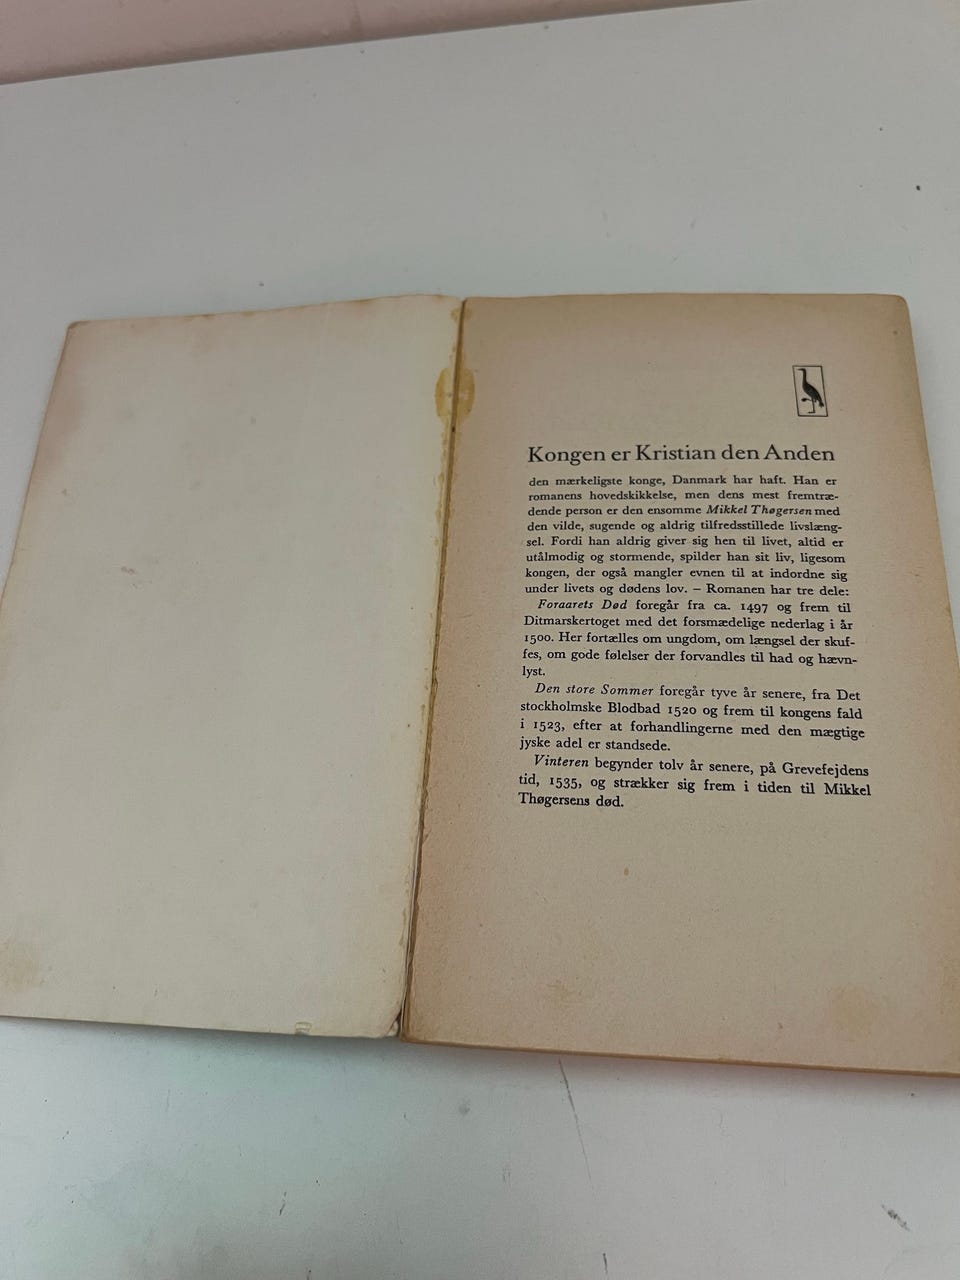 Kongen er Kristian den Anden
den mærkeligste konge, Danmark har haft. Han er
romanens hovedskikkelse, men dens mest fremtræ-
dende person er den ensomme Mikkel Thøgersen med
den vilde, sugende og aldrig tilfredsstillede livslæng-
sel. Fordi han aldrig giver sig hen til livet, altid er
utålmodig og stormende, spilder han sit liv, ligesom
kongen, der også mangler evnen til at indordne sig
under livets og dødens lov. – Romanen har tre dele:
Foraarets Død foregår fra ca. 1497 og frem til
Ditmarskertoget med det forsmædelige nederlag i år
1500. Her fortælles om ungdom, om længsel der skuf-
fes, om gode følelser der forvandles til had og hævn-
lyst.
Den store Sommer foregår tyve år senere, fra Det
stockholmske Blodbad 1520 og frem til kongens fald
i 1523, efter at forhandlingerne med den mægtige
jyske adel er standsede.
Vinteren begynder tolv år senere, på Grevefejdens
tid, 1535, og strækker sig frem i tiden til Mikkel
Thøgersens død.